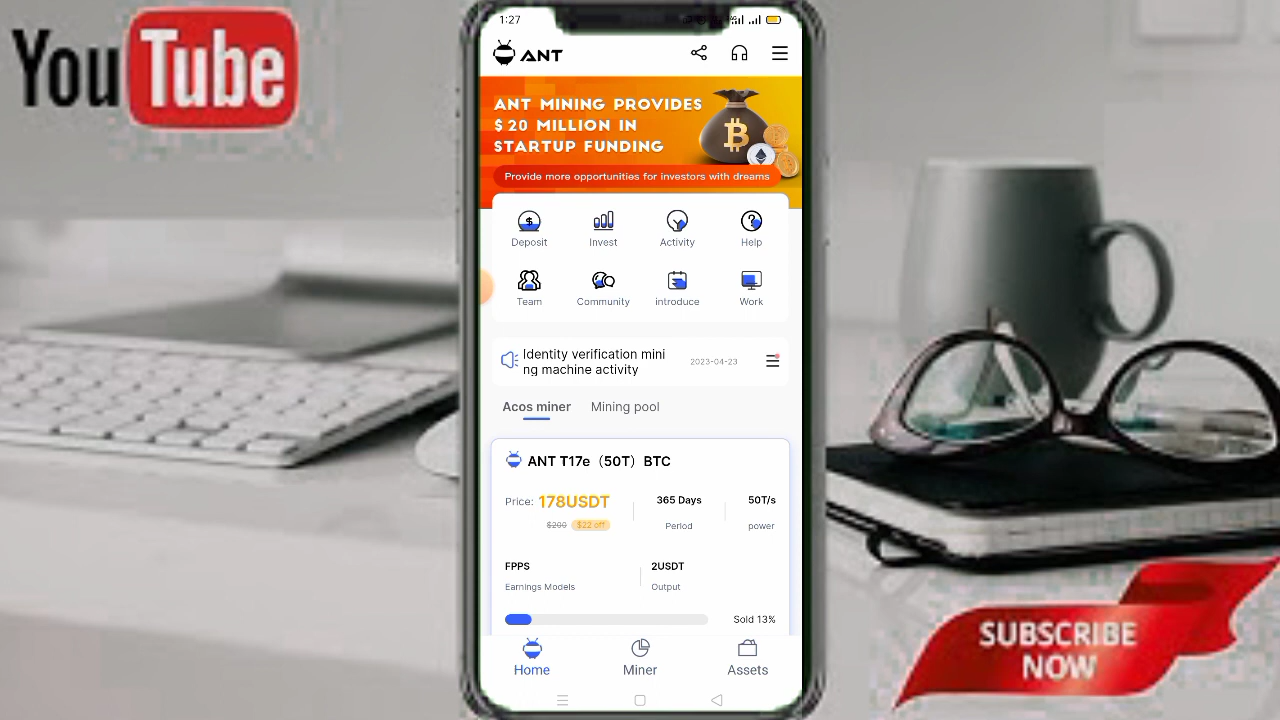 YouTube
1:27
ANT
ANT MINING PROVIDES
$20 MILLION IN
STARTUP FUNDING
Provide more opportunities for investors with dreams
Deposit
Invest
Activity
Help
Team
Community
introduce
Work
Identity verification mini
ng machine activity
2023-04-23
Acos miner
Mining pool
ANT T17e（50T）BTC
Price: 178USDT
$200 $22 off
365 Days
Period
50T/s
power
FPPS
Earnings Models
2USDT
Output
Sold 13%
Home
Miner
Assets
SUBSCRIBE
NOW